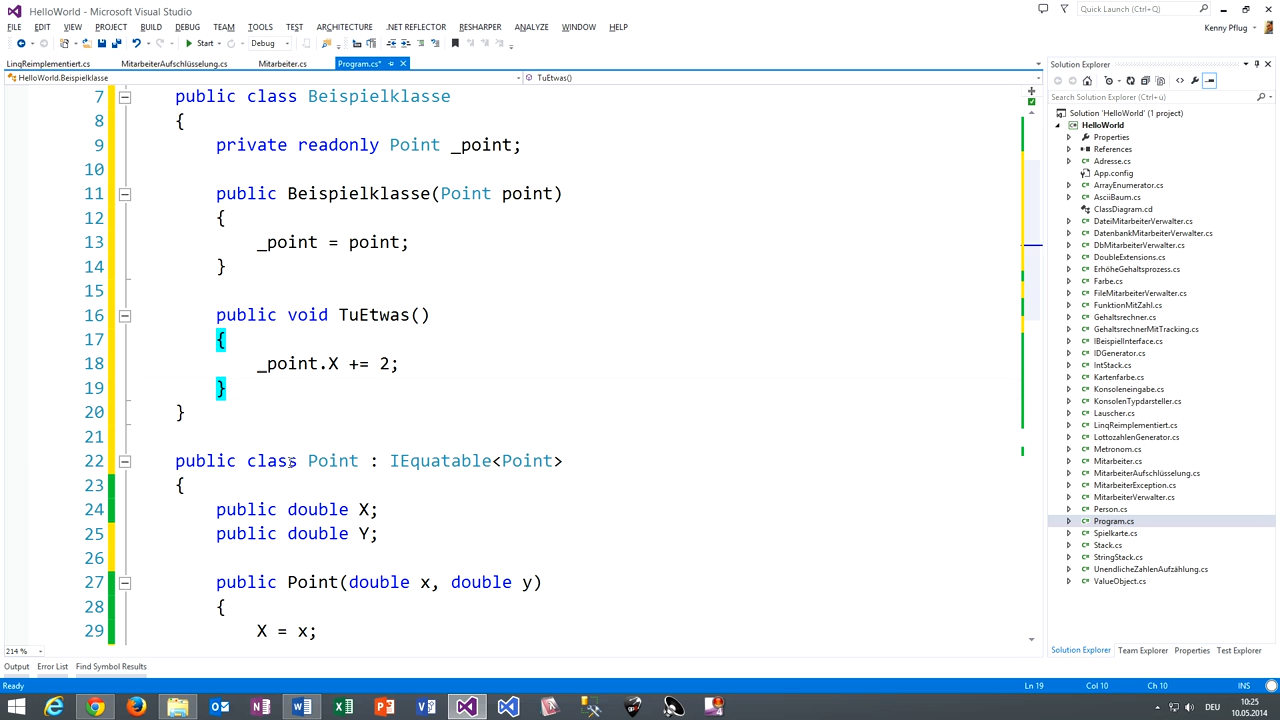 HelloWorld - Microsoft Visual Studio
Quick Launch (Ctrl+Q)
FILE EDIT VIEW PROJECT BUILD DEBUG TEAM TOOLS TEST ARCHITECTURE .NET REFLECTOR RESHARPER ANALYZE WINDOW HELP
Kenny Pflug
Start Debug
LinqReimplementiert.cs MitarbeiterAufschlüsselung.cs Mitarbeiter.cs Program.cs*
HelloWorld.Beispielklasse TuEtwas()
7 public class Beispielklasse
8 {
9 private readonly Point _point;
10
11 public Beispielklasse(Point point)
12 {
13 _point = point;
14 }
15
16 public void TuEtwas()
17 {
18 _point.X += 2;
19 }
20 }
21
22 public class Point : IEquatable<Point>
23 {
24 public double X;
25 public double Y;
26
27 public Point(double x, double y)
28 {
29 X = x;
214 %
Output Error List Find Symbol Results
Solution Explorer
Search Solution Explorer (Ctrl+ü)
Solution 'HelloWorld' (1 project)
HelloWorld
Properties
References
Adresse.cs
App.config
ArrayEnumerator.cs
AsciiBaum.cs
ClassDiagram.cd
DateiMitarbeiterVerwalter.cs
DatenbankMitarbeiterVerwalter.cs
DbMitarbeiterVerwalter.cs
DoubleExtensions.cs
ErhöheGehaltsprozess.cs
Farbe.cs
FileMitarbeiterVerwalter.cs
FunktionMitZahl.cs
Gehaltsrechner.cs
GehaltsrechnerMitTracking.cs
IBeispielInterface.cs
IDGenerator.cs
IntStack.cs
Kartenfarbe.cs
Konsoleneingabe.cs
KonsolenTypdarsteller.cs
Lauscher.cs
LinqReimplementiert.cs
LottozahlenGenerator.cs
Metronom.cs
Mitarbeiter.cs
MitarbeiterAufschlüsselung.cs
MitarbeiterException.cs
MitarbeiterVerwalter.cs
Person.cs
Program.cs
Spielkarte.cs
Stack.cs
StringStack.cs
UnendlicheZahlenAufzählung.cs
ValueObject.cs
Solution Explorer Team Explorer Properties Test Explorer
Ready Ln 19 Col 10 Ch 10 INS
DEU 10:25
10.05.2014